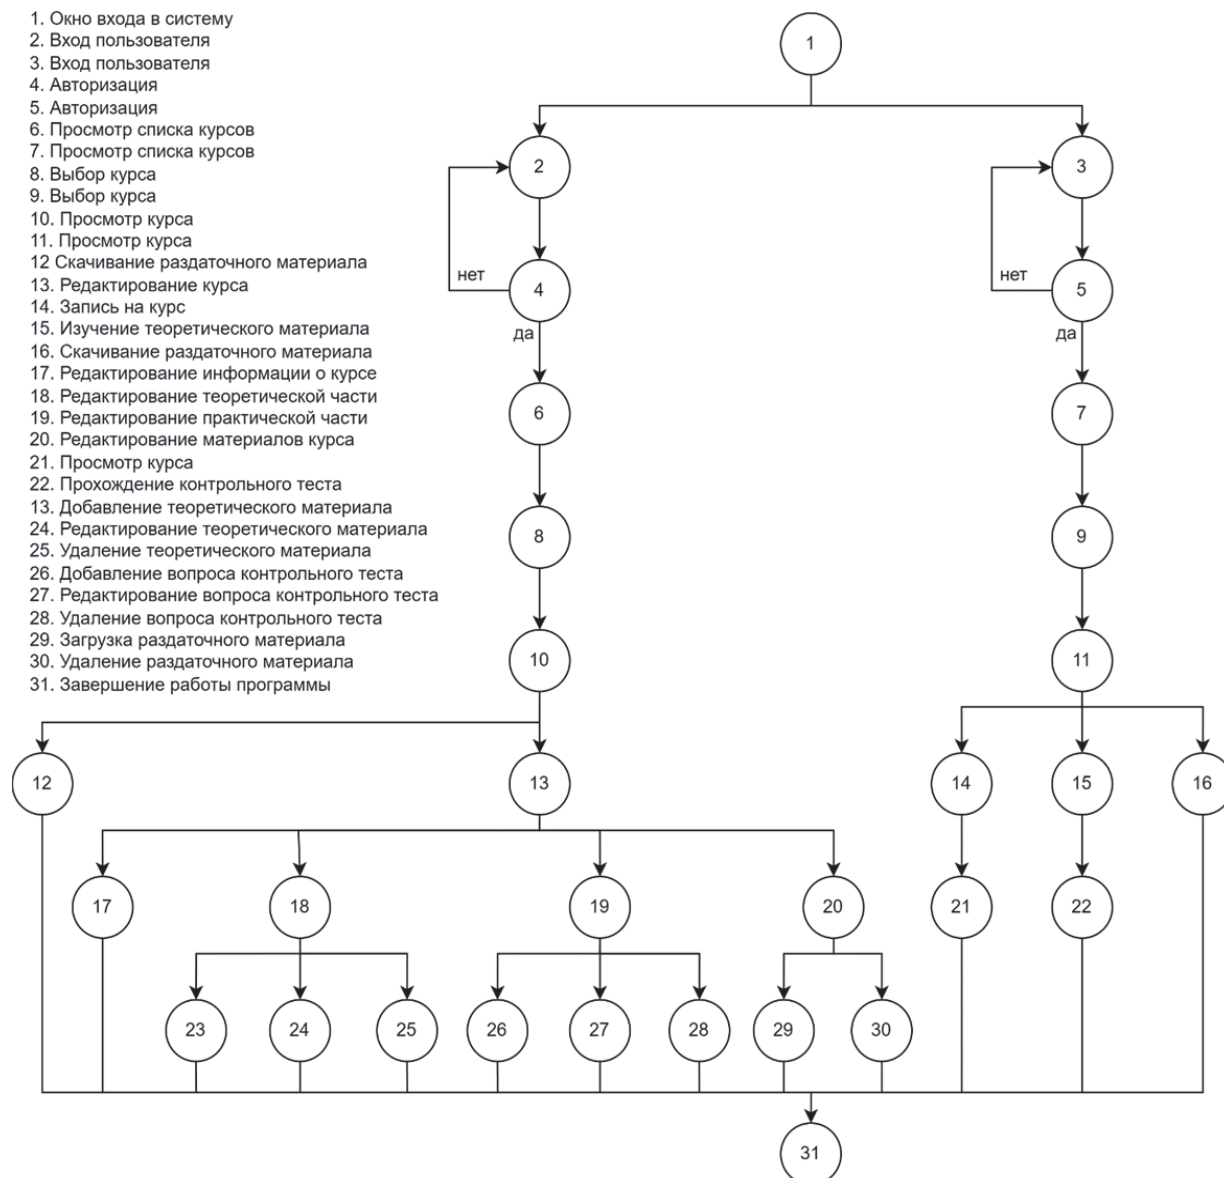 1. Окно входа в систему
2. Вход пользователя
3. Вход пользователя
4. Авторизация
5. Авторизация
6. Просмотр списка курсов
7. Просмотр списка курсов
8. Выбор курса
9. Выбор курса
10. Просмотр курса
11. Просмотр курса
12 Скачивание раздаточного материала
13. Редактирование курса
14. Запись на курс
15. Изучение теоретического материала
16. Скачивание раздаточного материала
17. Редактирование информации о курсе
18. Редактирование теоретической части
19. Редактирование практической части
20. Редактирование материалов курса
21. Просмотр курса
22. Прохождение контрольного теста
13. Добавление теоретического материала
24. Редактирование теоретического материала
25. Удаление теоретического материала
26. Добавление вопроса контрольного теста
27. Редактирование вопроса контрольного теста
28. Удаление вопроса контрольного теста
29. Загрузка раздаточного материала
30. Удаление раздаточного материала
31. Завершение работы программы
1
2
3
нет
4
нет
5
да
да
6
7
8
9
10
11
12
13
14
15
16
17
18
19
20
21
22
23
24
25
26
27
28
29
30
31